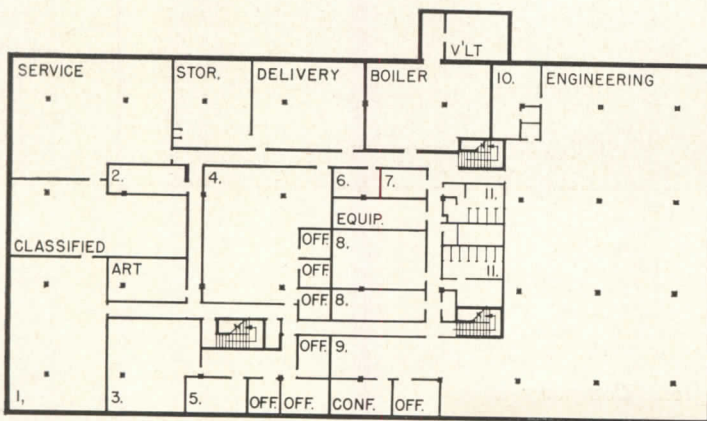 V'LT
SERVICE
STOR.
DELIVERY
BOILER
10.
ENGINEERING
2.
4.
6.
7.
11.
EQUIP.
CLASSIFIED
OFF.
8.
ART
OFF.
11.
OFF.
8.
OFF.
9.
1,
3.
5.
OFF.
OFF.
CONF.
OFF.